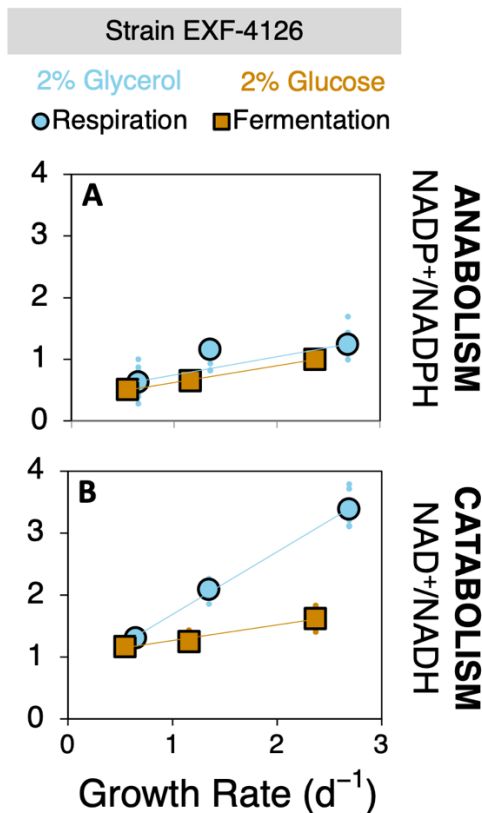 Strain EXF-4126
2% Glycerol 2% Glucose
Respiration Fermentation
4
3
2
1
0
A
ANABOLISM
NADP⁺/NADPH
4
3
2
1
0
B
CATABOLISM
NAD⁺/NADH
0 1 2 3
Growth Rate (d⁻¹)